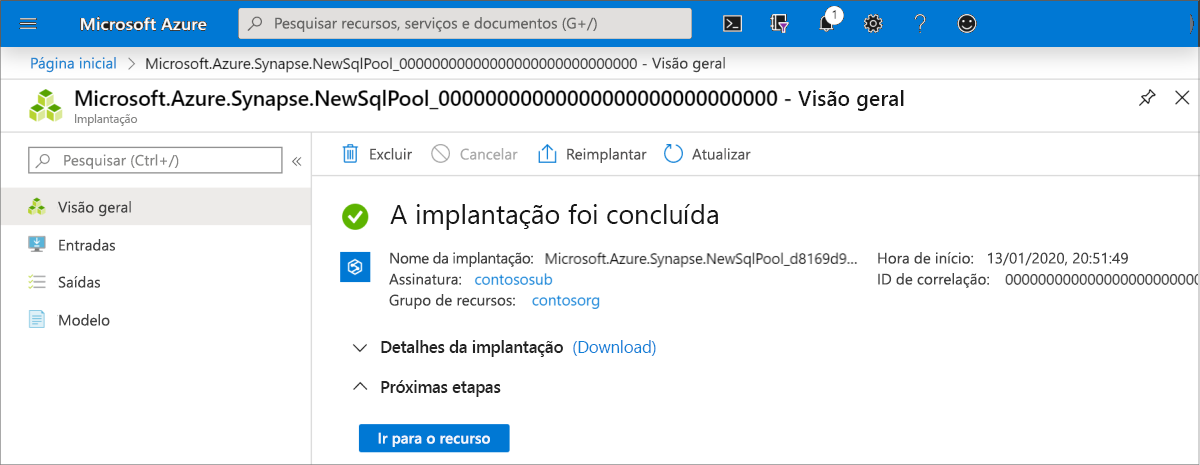 Microsoft Azure
Pesquisar recursos, serviços e documentos (G+/)
1
Página inicial > Microsoft.Azure.Synapse.NewSqlPool_00000000000000000000000000000 - Visão geral
Microsoft.Azure.Synapse.NewSqlPool_00000000000000000000000000000 - Visão geral
Implantação
Pesquisar (Ctrl+/)
Excluir Cancelar Reimplantar Atualizar
Visão geral
Entradas
Saídas
Modelo
A implantação foi concluída
Nome da implantação: Microsoft.Azure.Synapse.NewSqlPool_d8169d9... Hora de início: 13/01/2020, 20:51:49
Assinatura: contososub ID de correlação: 0000000000000000000000000
Grupo de recursos: contosorg
Detalhes da implantação (Download)
Próximas etapas
Ir para o recurso